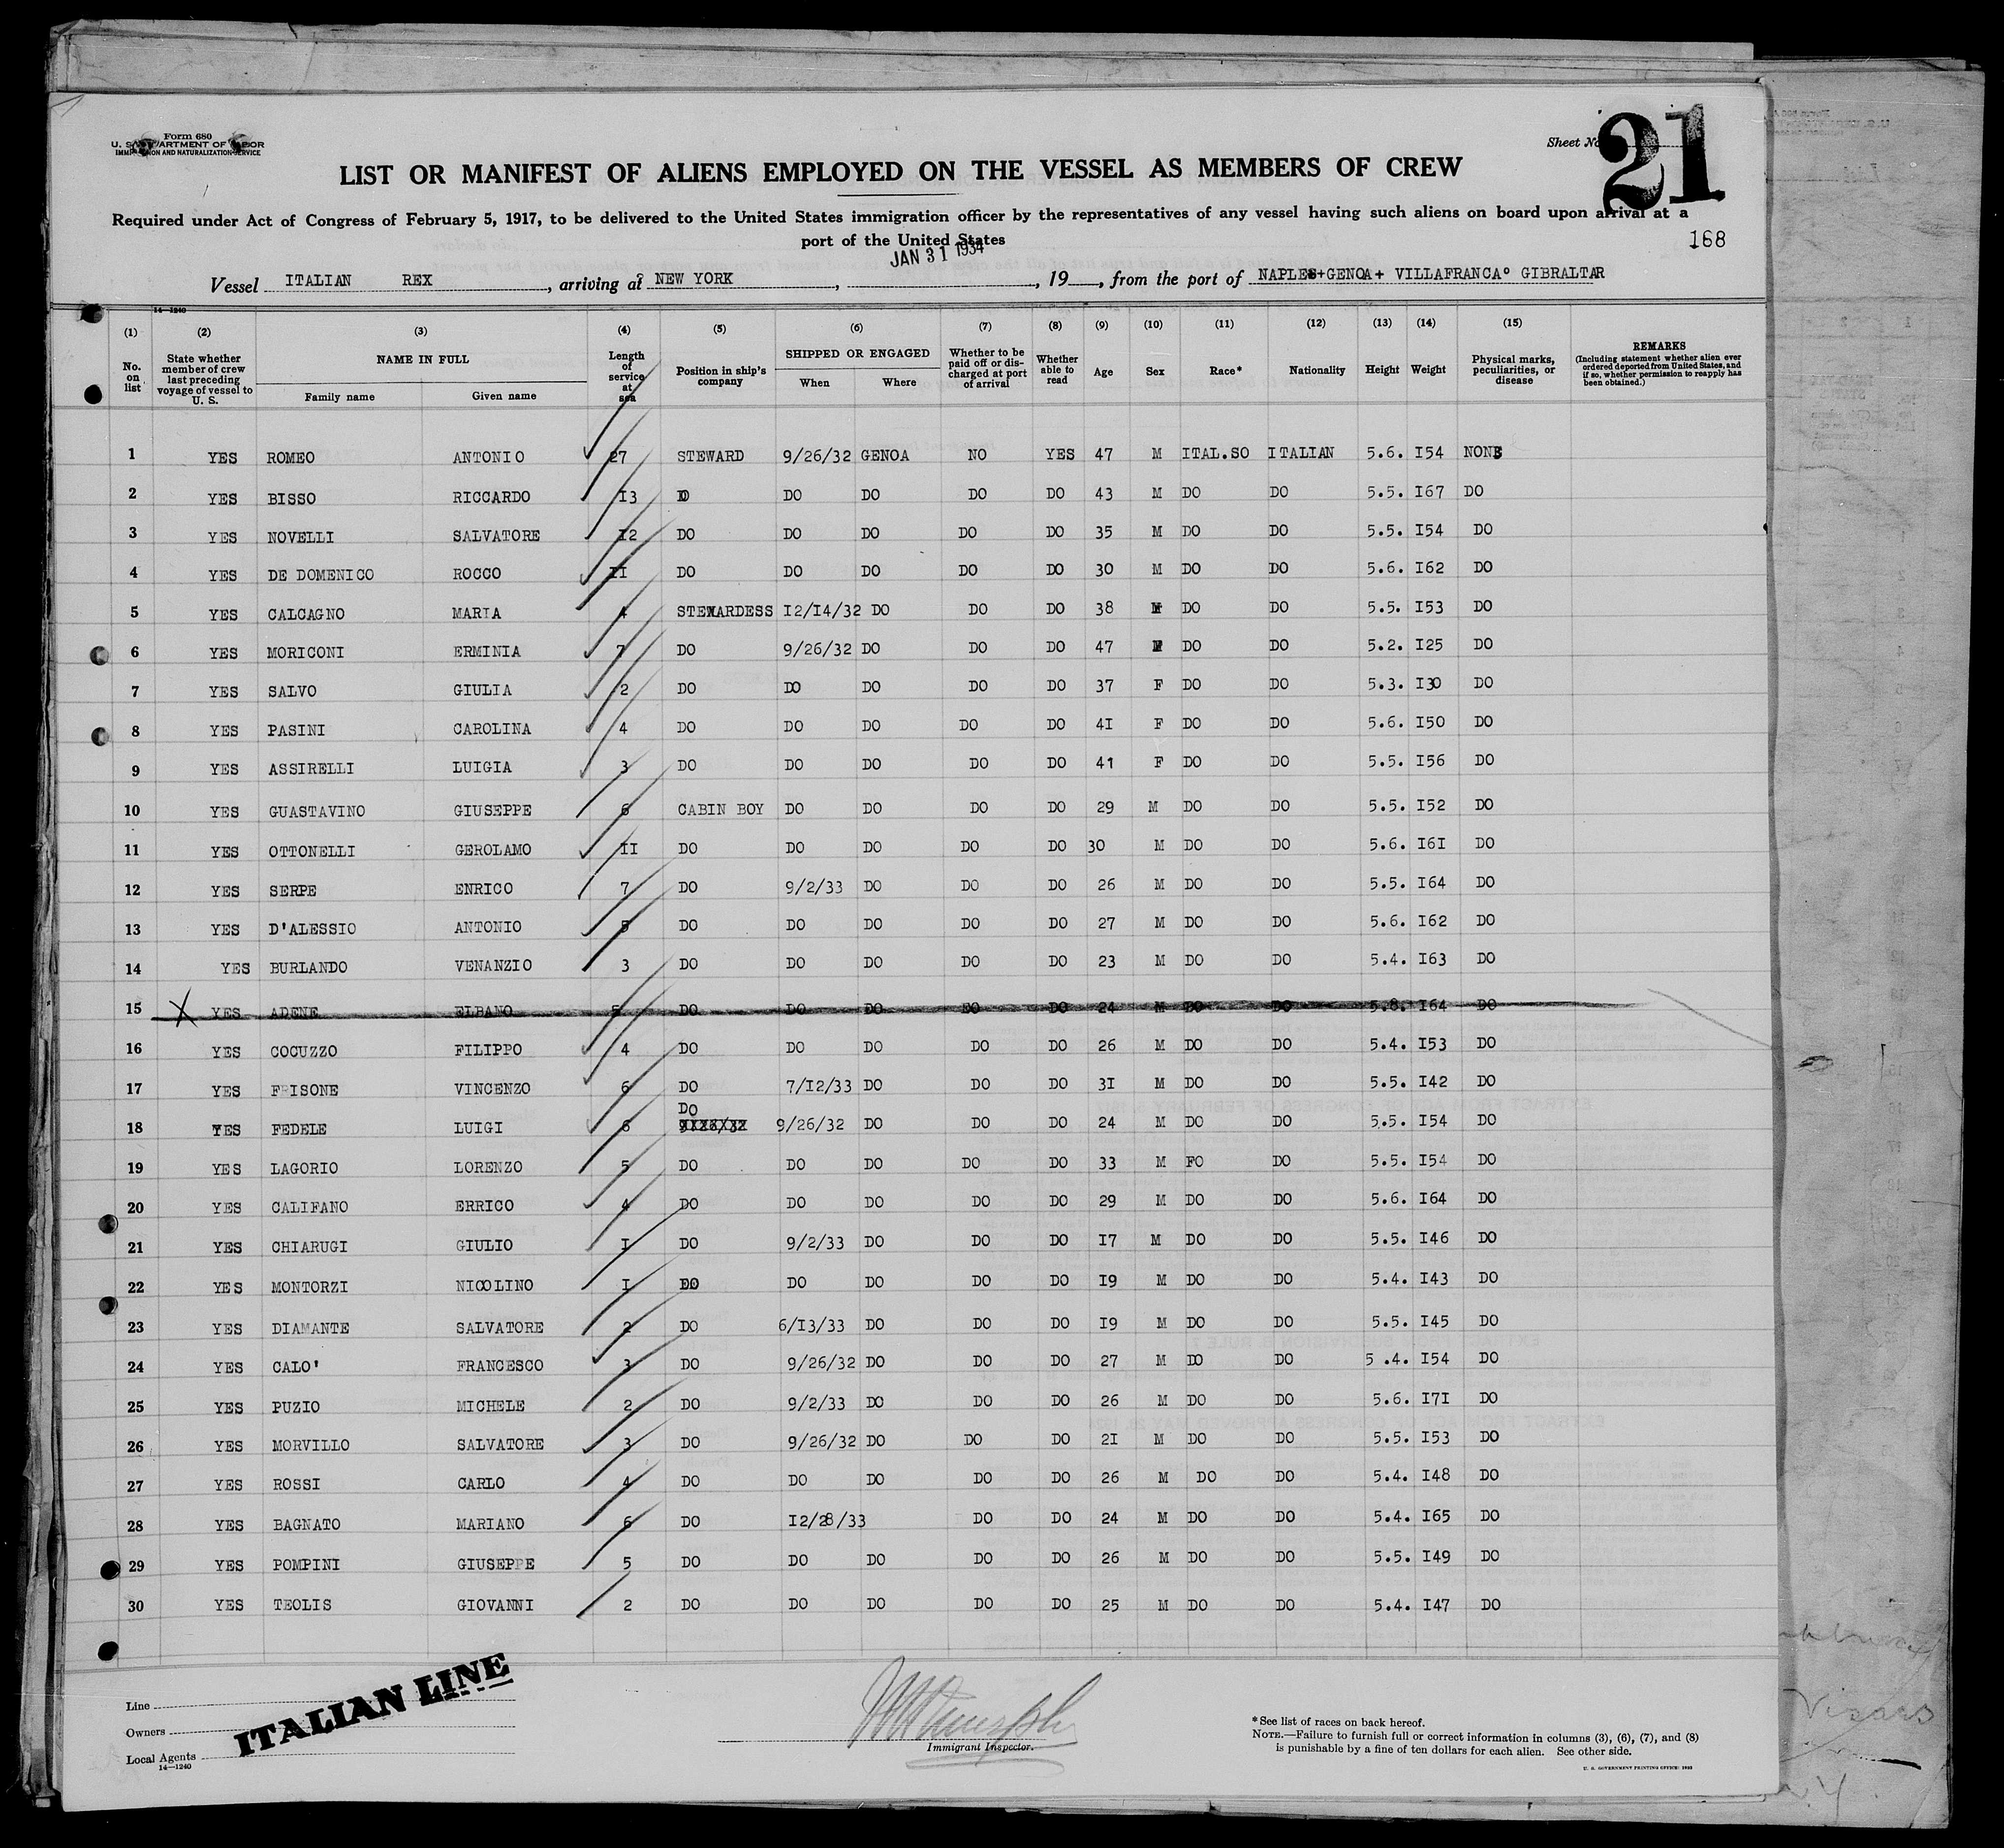 Form 680
U. S. DEPARTMENT OF LABOR
IMMIGRATION AND NATURALIZATION SERVICE
Sheet No. 21
LIST OR MANIFEST OF ALIENS EMPLOYED ON THE VESSEL AS MEMBERS OF CREW
Required under Act of Congress of February 5, 1917, to be delivered to the United States immigration officer by the representatives of any vessel having such aliens on board upon arrival at a
port of the United States
168
JAN 31 1934
Vessel ITALIAN REX, arriving at NEW YORK, , 19 , from the port of NAPLES+GENOA+ VILLAFRANCA° GIBRALTAR
14—1240
(1) (2) (3) (4) (5) (6) (7) (8) (9) (10) (11) (12) (13) (14) (15)
No. on list State whether member of crew last preceding voyage of vessel to U. S. NAME IN FULL Family name Given name Length of service at sea Position in ship's company SHIPPED OR ENGAGED When Where Whether to be paid off or discharged at port of arrival Whether able to read Age Sex Race* Nationality Height Weight Physical marks, peculiarities, or disease REMARKS (Including statement whether alien ever ordered deported from United States, and if so, whether permission to reapply has been obtained.)
1 YES ROMEO ANTONIO 27 STEWARD 9/26/32 GENOA NO YES 47 M ITAL.SO ITALIAN 5.6. I54 NONE
2 YES BISSO RICCARDO I3 DO DO DO DO DO 43 M DO DO 5.5. I67 DO
3 YES NOVELLI SALVATORE I2 DO DO DO DO DO 35 M DO DO 5.5. I54 DO
4 YES DE DOMENICO ROCCO II DO DO DO DO DO 30 M DO DO 5.6. I62 DO
5 YES CALCAGNO MARIA 4 STEWARDESS I2/I4/32 DO DO DO 38 DO DO 5.5. I53 DO
6 YES MORICONI ERMINIA 7 DO 9/26/32 DO DO DO 47 DO DO 5.2. I25 DO
7 YES SALVO GIULIA 2 DO DO DO DO DO 37 F DO DO 5.3. I30 DO
8 YES PASINI CAROLINA 4 DO DO DO DO DO 4I F DO DO 5.6. I50 DO
9 YES ASSIRELLI LUIGIA 3 DO DO DO DO DO 41 F DO DO 5.5. I56 DO
10 YES GUASTAVINO GIUSEPPE 6 CABIN BOY DO DO DO DO 29 M DO DO 5.5. I52 DO
11 YES OTTONELLI GEROLAMO II DO DO DO DO DO 30 M DO DO 5.6. I6I DO
12 YES SERPE ENRICO 7 DO 9/2/33 DO DO DO 26 M DO DO 5.5. I64 DO
13 YES D'ALESSIO ANTONIO 5 DO DO DO DO DO 27 M DO DO 5.6. I62 DO
14 YES BURLANDO VENANZIO 3 DO DO DO DO DO 23 M DO DO 5.4. I63 DO
15 X YES ADENE ELBANO 5 DO DO DO DO DO 24 M DO DO 5.8. I64 DO
16 YES COCUZZO FILIPPO 4 DO DO DO DO DO 26 M DO DO 5.4. I53 DO
17 YES FRISONE VINCENZO 6 DO 7/I2/33 DO DO DO 3I M DO DO 5.5. I42 DO
18 YES FEDELE LUIGI 6 DO 9/26/32 DO DO DO 24 M DO DO 5.5. I54 DO
19 YES LAGORIO LORENZO 5 DO DO DO DO DO 33 M FO DO 5.5. I54 DO
20 YES CALIFANO ERRICO 4 DO DO DO DO DO 29 M DO DO 5.6. I64 DO
21 YES CHIARUGI GIULIO I DO 9/2/33 DO DO DO I7 M DO DO 5.5. I46 DO
22 YES MONTORZI NICOLINO I DO DO DO DO DO I9 M DO DO 5.4. I43 DO
23 YES DIAMANTE SALVATORE 2 DO 6/I3/33 DO DO DO I9 M DO DO 5.5. I45 DO
24 YES CALO' FRANCESCO 3 DO 9/26/32 DO DO DO 27 M DO DO 5 .4. I54 DO
25 YES PUZIO MICHELE 2 DO 9/2/33 DO DO DO 26 M DO DO 5.6. I7I DO
26 YES MORVILLO SALVATORE 3 DO 9/26/32 DO DO DO 2I M DO DO 5.5. I53 DO
27 YES ROSSI CARLO 4 DO DO DO DO DO 26 M DO DO 5.4. I48 DO
28 YES BAGNATO MARIANO 6 DO I2/28/33 DO DO 24 M DO DO 5.4. I65 DO
29 YES POMPINI GIUSEPPE 5 DO DO DO DO DO 26 M DO DO 5.5. I49 DO
30 YES TEOLIS GIOVANNI 2 DO DO DO DO DO 25 M DO DO 5.4. I47 DO
Line
Owners
Local Agents
14—1240
ITALIAN LINE
Immigrant Inspector.
*See list of races on back hereof.
NOTE.—Failure to furnish full or correct information in columns (3), (6), (7), and (8)
is punishable by a fine of ten dollars for each alien. See other side.
U. S. GOVERNMENT PRINTING OFFICE: 1933